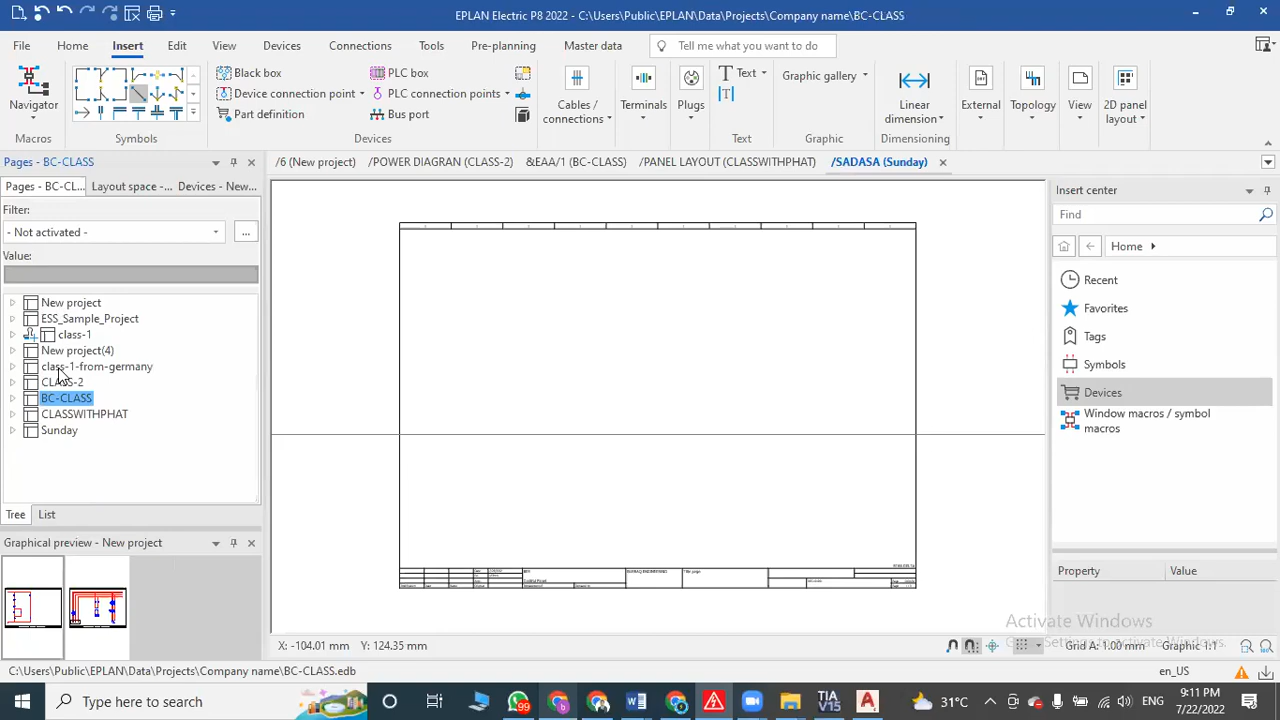 EPLAN Electric P8 2022 - C:\Users\Public\EPLAN\Data\Projects\Company name\BC-CLASS
File Home Insert Edit View Devices Connections Tools Pre-planning Master data Tell me what you want to do
Navigator
Macros
Symbols
Black box
Device connection point
Part definition
PLC box
PLC connection points
Bus port
Devices
Cables / connections
Terminals
Plugs
Text
Text
Graphic gallery
Graphic
Linear dimension
Dimensioning
External
Topology
View
2D panel layout
Pages - BC-CLASS
/6 (New project) /POWER DIAGRAN (CLASS-2) &EAA/1 (BC-CLASS) /PANEL LAYOUT (CLASSWITHPHAT) /SADASA (Sunday)
Pages - BC-CL... Layout space -... Devices - New...
Filter:
- Not activated -
...
Value:
New project
ESS_Sample_Project
class-1
New project(4)
class-1-from-germany
CLASS-2
BC-CLASS
CLASSWITHPHAT
Sunday
Tree List
Graphical preview - New project
Insert center
Find
Home
Recent
Favorites
Tags
Symbols
Devices
Window macros / symbol
macros
Property Value
Activate Windows
Go to Settings to activate Windows.
X: -104.01 mm Y: 124.35 mm
Grid A: 1.00 mm Graphic 1:1
C:\Users\Public\EPLAN\Data\Projects\Company name\BC-CLASS.edb
en_US
Type here to search
99
TIA
V15
31°C
9:11 PM
7/22/2022